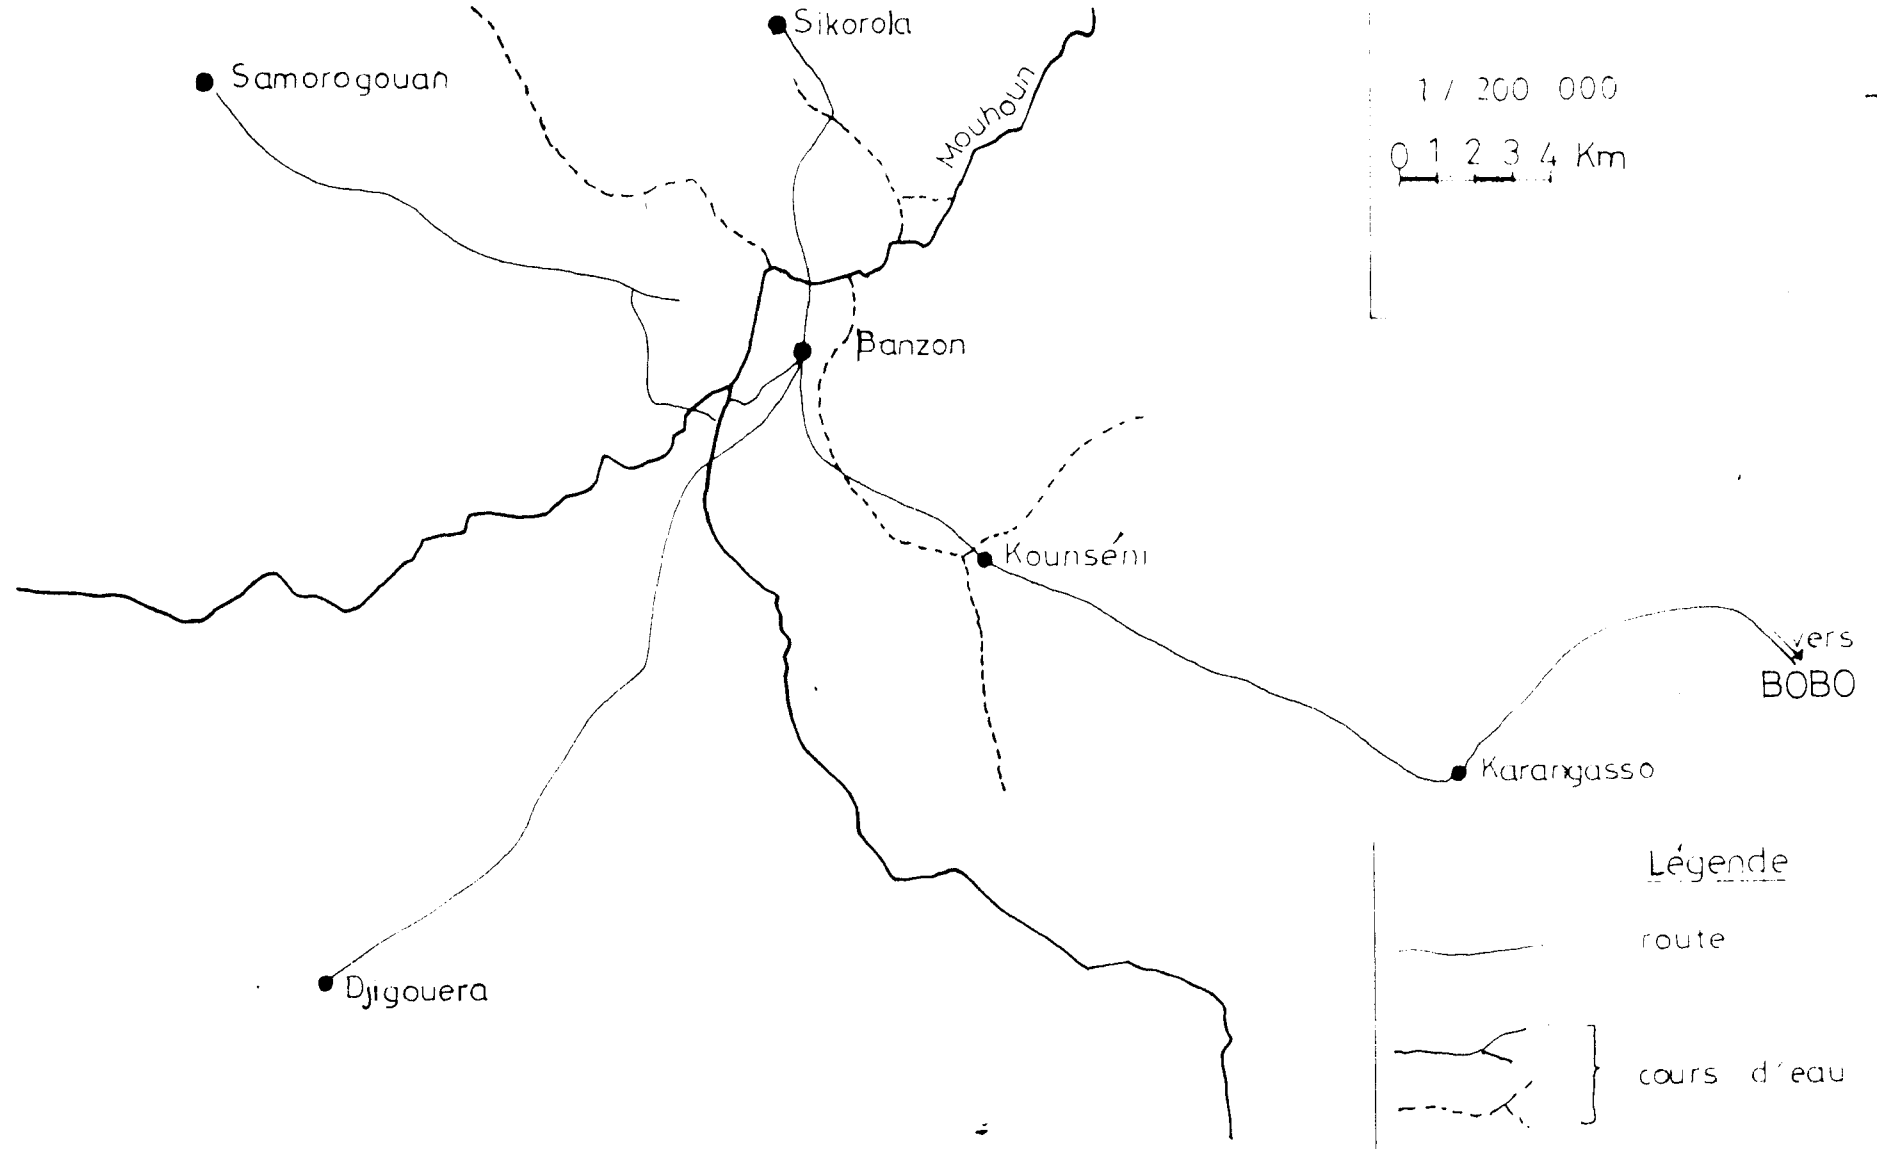 Sikorola
Samorogouan
Mouhoun
1 / 200 000
0 1 2 3 4 Km
Banzon
Kounséni
vers
BOBO
Karangasso
Légende
route
Djigouera
cours d'eau